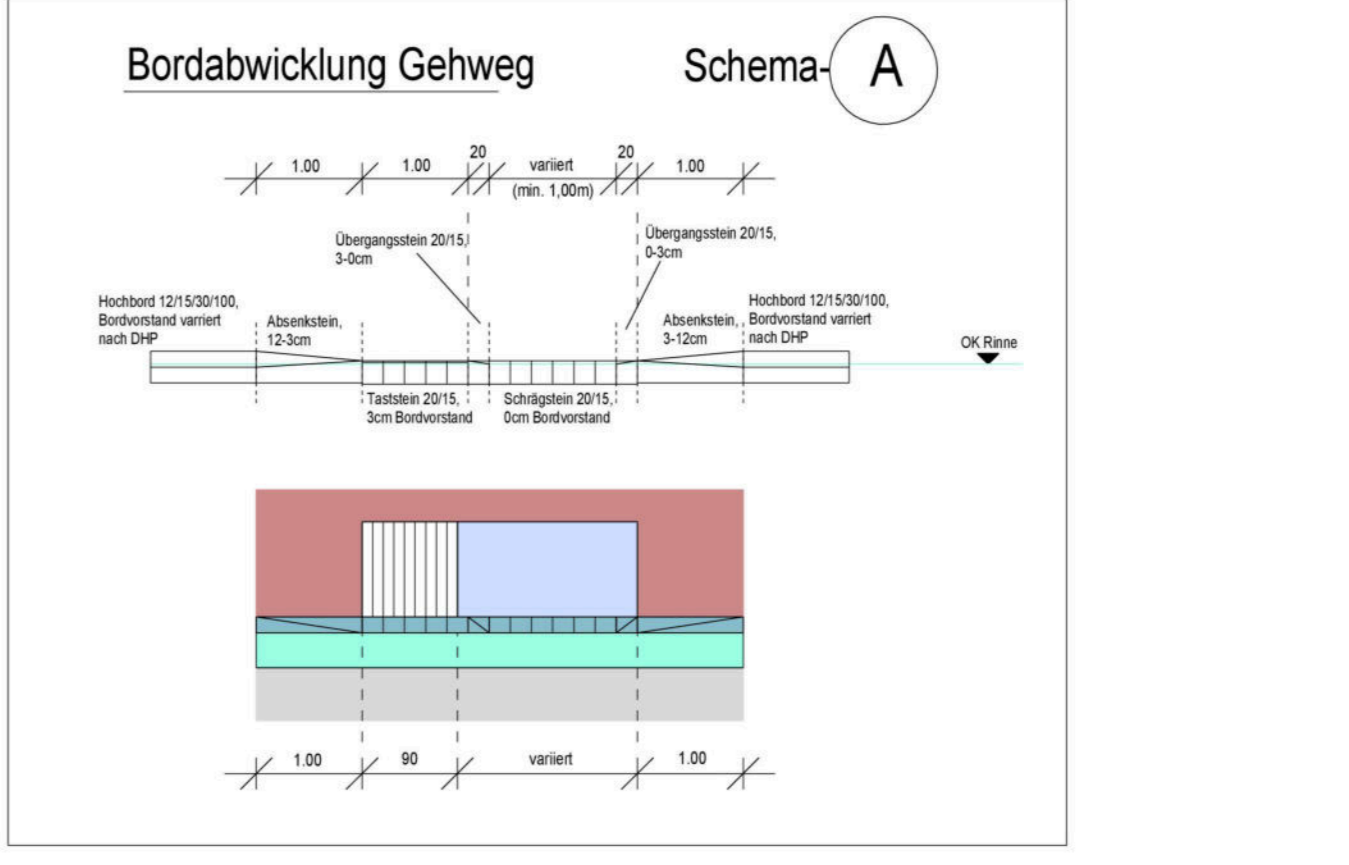 Bordabwicklung Gehweg
Schema- A
1.00
1.00
20
variiert
(min. 1,00m)
20
1.00
Übergangsstein 20/15,
3-0cm
Übergangsstein 20/15,
0-3cm
Hochbord 12/15/30/100,
Bordvorstand varriert
nach DHP
Absenkstein,
12-3cm
Absenkstein,
3-12cm
Hochbord 12/15/30/100,
Bordvorstand varriert
nach DHP
OK Rinne
Taststein 20/15,
3cm Bordvorstand
Schrägstein 20/15,
0cm Bordvorstand
1.00
90
variiert
1.00